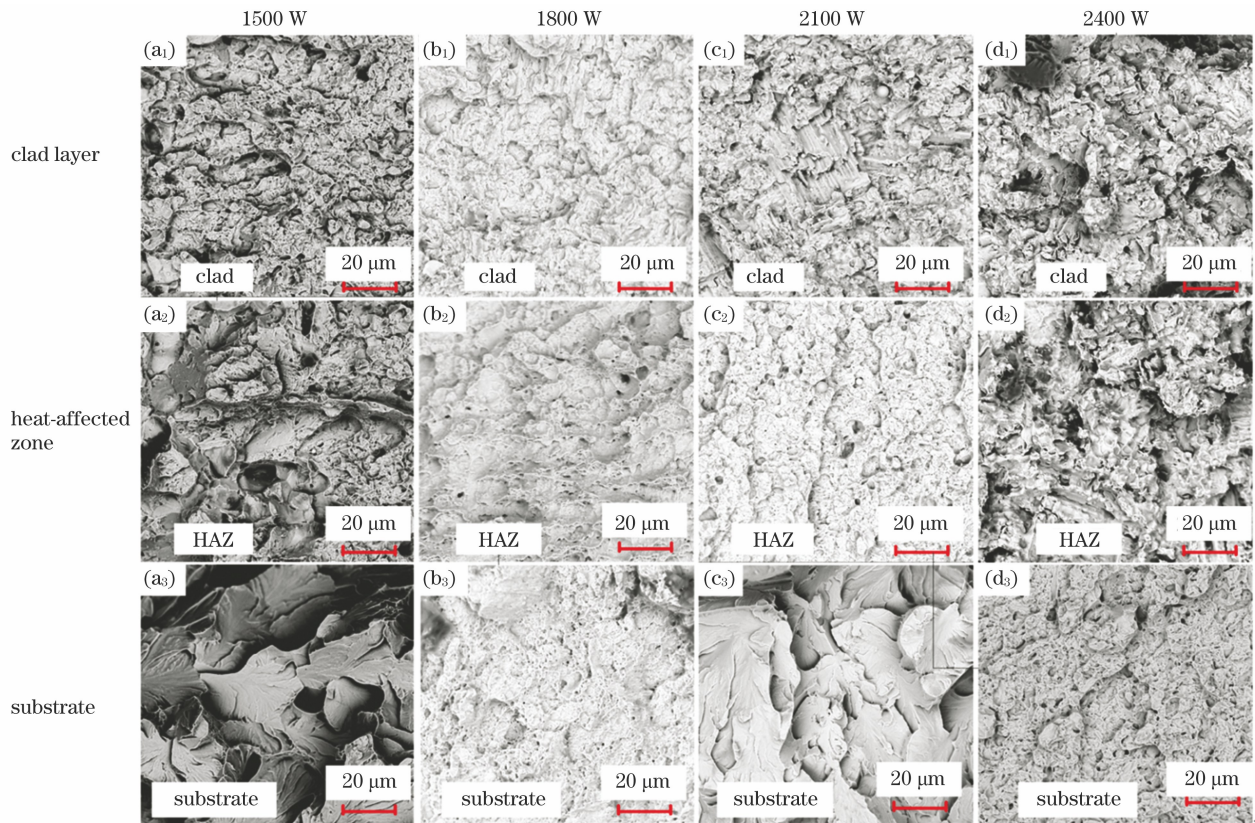 1500 W 1800 W 2100 W 2400 W
(a₁) (b₁) (c₁) (d₁)
clad layer
20 μm 20 μm 20 μm 20 μm
clad clad clad clad
(a₂) (b₂) (c₂) (d₂)
heat-affected
zone
20 μm 20 μm 20 μm 20 μm
HAZ HAZ HAZ HAZ
(a₃) (b₃) (c₃) (d₃)
substrate
20 μm 20 μm 20 μm 20 μm
substrate substrate substrate substrate